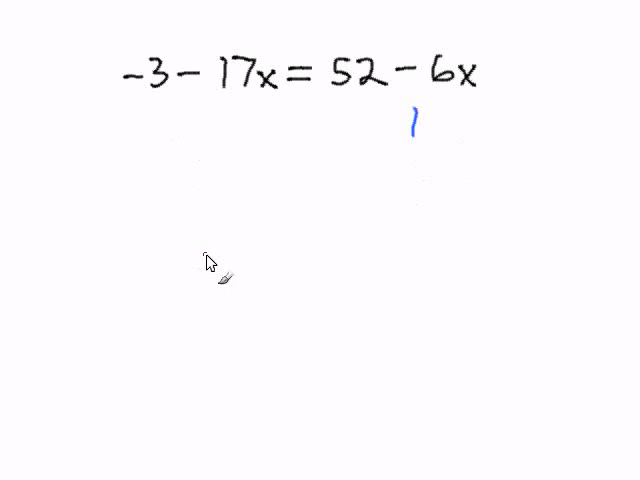 -3 - 17x = 52 - 6x